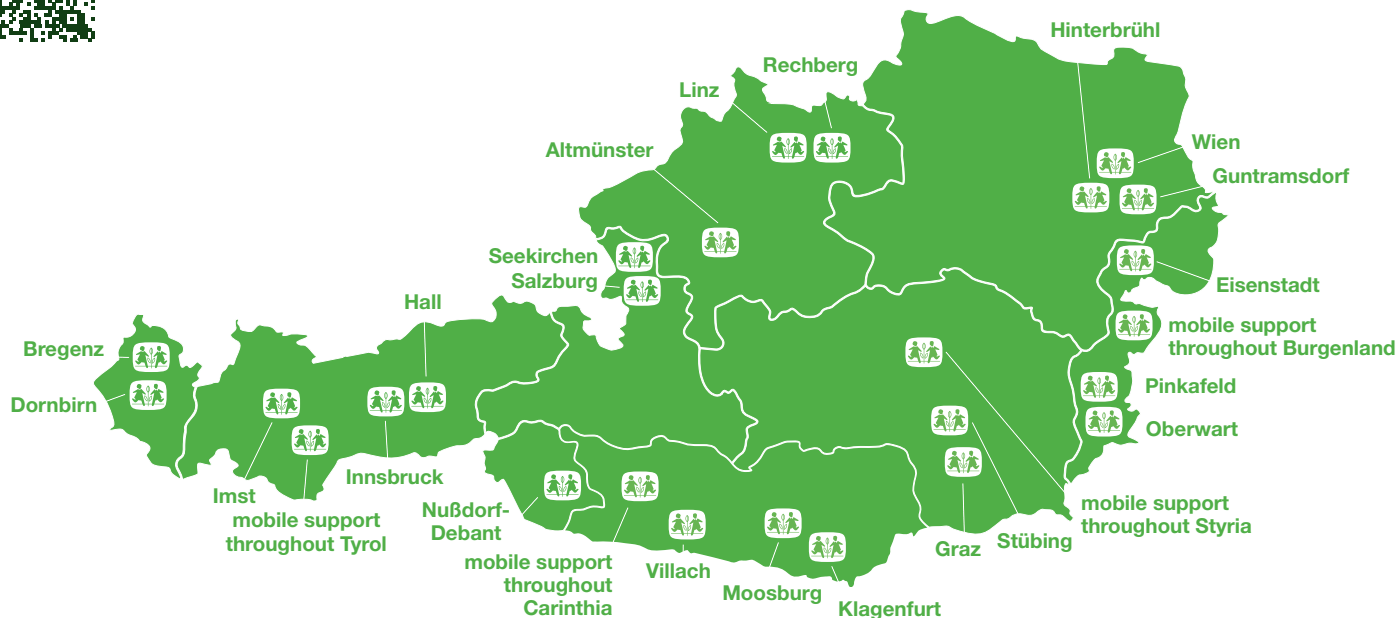 Hinterbrühl
Rechberg
Linz
Altmünster
Wien
Guntramsdorf
Seekirchen
Salzburg
Eisenstadt
Hall
mobile support
throughout Burgenland
Bregenz
Dornbirn
Pinkafeld
Oberwart
Innsbruck
Imst
mobile support
throughout Tyrol
Nußdorf-
Debant
mobile support
throughout
Carinthia
Villach
Moosburg
Klagenfurt
Graz
Stübing
mobile support
throughout Styria